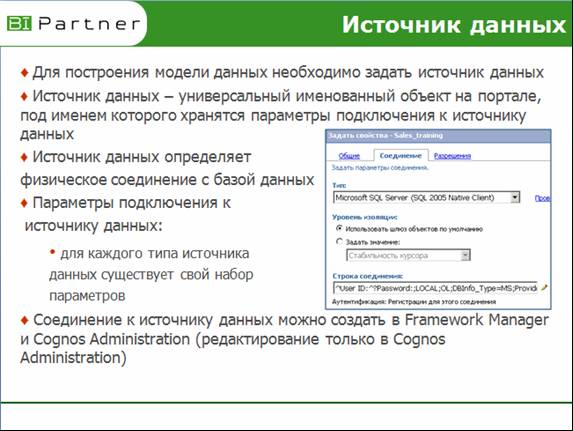 BI Partner
Источник данных
♦ Для построения модели данных необходимо задать источник данных
♦ Источник данных – универсальный именованный объект на портале,
под именем которого хранятся параметры подключения к источнику
данных
♦ Источник данных определяет
физическое соединение с базой данных
♦ Параметры подключения к
источнику данных:
• для каждого типа источника
данных существует свой набор
параметров
Задать свойства - Sales_training
Общие Соединение Разрешения
Задать параметры соединения.
Тип:
Microsoft SQL Server (SQL 2005 Native Client) Пров
Уровень изоляции:
Использовать шлюз объектов по умолчанию
Задать значение:
Стабильность курсора
Строка соединения:
^User ID:^?Password:;LOCAL;OL;DBInfo_Type=MS;Provide
Аутентификация: Регистрации для этого соединения
♦ Соединение к источнику данных можно создать в Framework Manager
и Cognos Administration (редактирование только в Cognos
Administration)